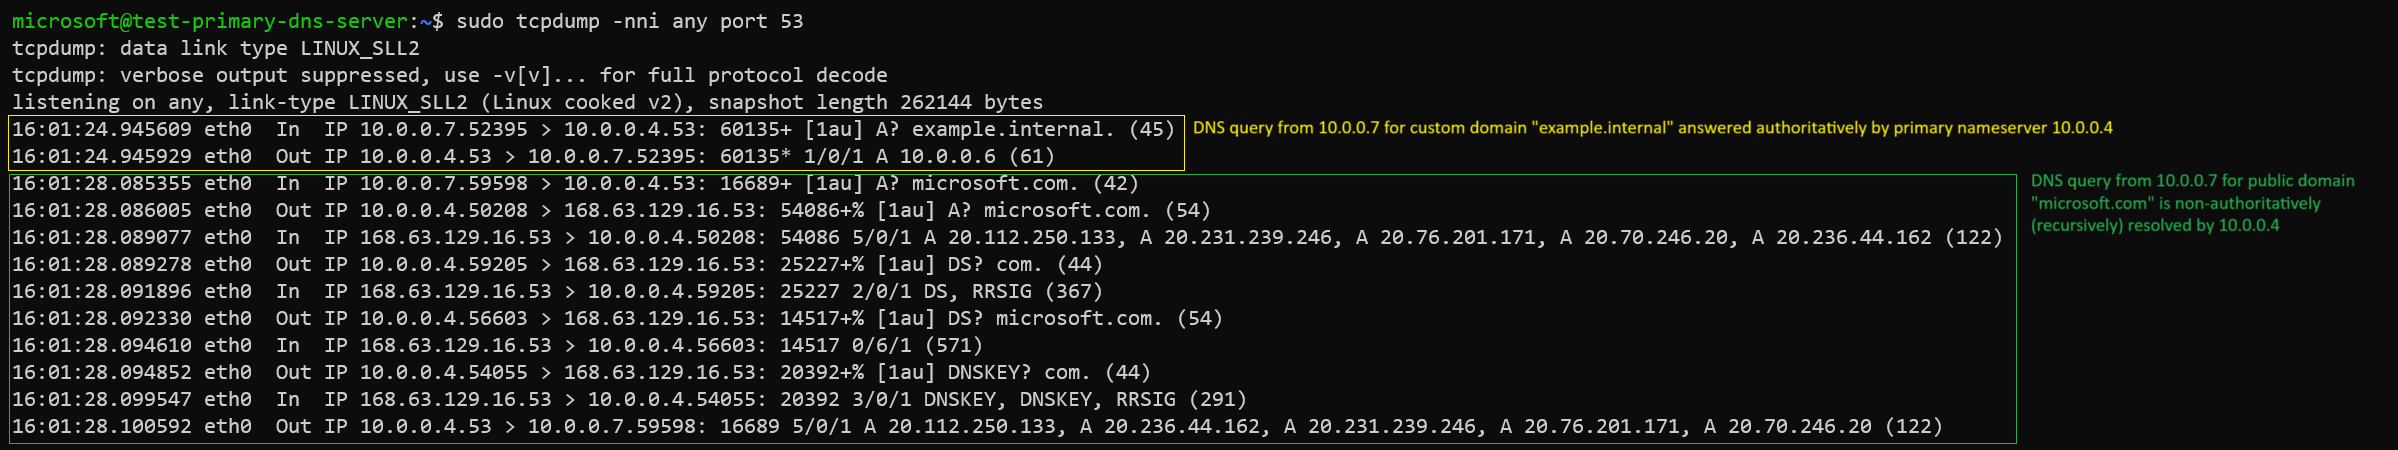 microsoft@test-primary-dns-server:~$ sudo tcpdump -nni any port 53
tcpdump: data link type LINUX_SLL2
tcpdump: verbose output suppressed, use -v[v]... for full protocol decode
listening on any, link-type LINUX_SLL2 (Linux cooked v2), snapshot length 262144 bytes
16:01:24.945609 eth0  In  IP 10.0.0.7.52395 > 10.0.0.4.53: 60135+ [1au] A? example.internal. (45)
DNS query from 10.0.0.7 for custom domain "example.internal" answered authoritatively by primary nameserver 10.0.0.4
16:01:24.945929 eth0  Out IP 10.0.0.4.53 > 10.0.0.7.52395: 60135* 1/0/1 A 10.0.0.6 (61)
16:01:28.085355 eth0  In  IP 10.0.0.7.59598 > 10.0.0.4.53: 16689+ [1au] A? microsoft.com. (42)
16:01:28.086005 eth0  Out IP 10.0.0.4.50208 > 168.63.129.16.53: 54086+% [1au] A? microsoft.com. (54)
16:01:28.089077 eth0  In  IP 168.63.129.16.53 > 10.0.0.4.50208: 54086 5/0/1 A 20.112.250.133, A 20.231.239.246, A 20.76.201.171, A 20.70.246.20, A 20.236.44.162 (122)
16:01:28.089278 eth0  Out IP 10.0.0.4.59205 > 168.63.129.16.53: 25227+% [1au] DS? com. (44)
16:01:28.091896 eth0  In  IP 168.63.129.16.53 > 10.0.0.4.59205: 25227 2/0/1 DS, RRSIG (367)
16:01:28.092330 eth0  Out IP 10.0.0.4.56603 > 168.63.129.16.53: 14517+% [1au] DS? microsoft.com. (54)
16:01:28.094610 eth0  In  IP 168.63.129.16.53 > 10.0.0.4.56603: 14517 0/6/1 (571)
16:01:28.094852 eth0  Out IP 10.0.0.4.54055 > 168.63.129.16.53: 20392+% [1au] DNSKEY? com. (44)
16:01:28.099547 eth0  In  IP 168.63.129.16.53 > 10.0.0.4.54055: 20392 3/0/1 DNSKEY, DNSKEY, RRSIG (291)
16:01:28.100592 eth0  Out IP 10.0.0.4.53 > 10.0.0.7.59598: 16689 5/0/1 A 20.112.250.133, A 20.236.44.162, A 20.231.239.246, A 20.76.201.171, A 20.70.246.20 (122)
DNS query from 10.0.0.7 for public domain
"microsoft.com" is non-authoritatively
(recursively) resolved by 10.0.0.4